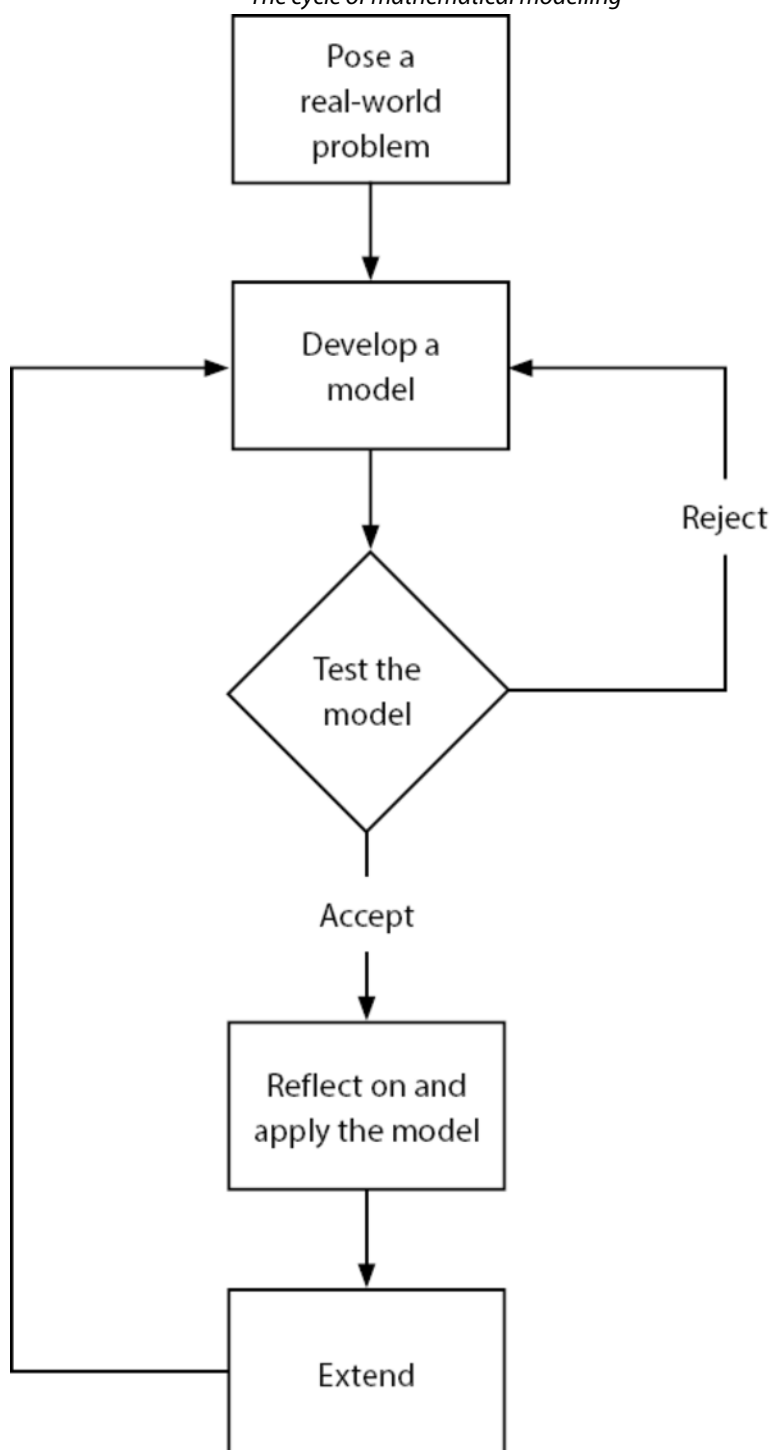 The cycle of mathematical modelling
Pose a
real-world
problem
Develop a
model
Reject
Test the
model
Accept
Reflect on and
apply the model
Extend